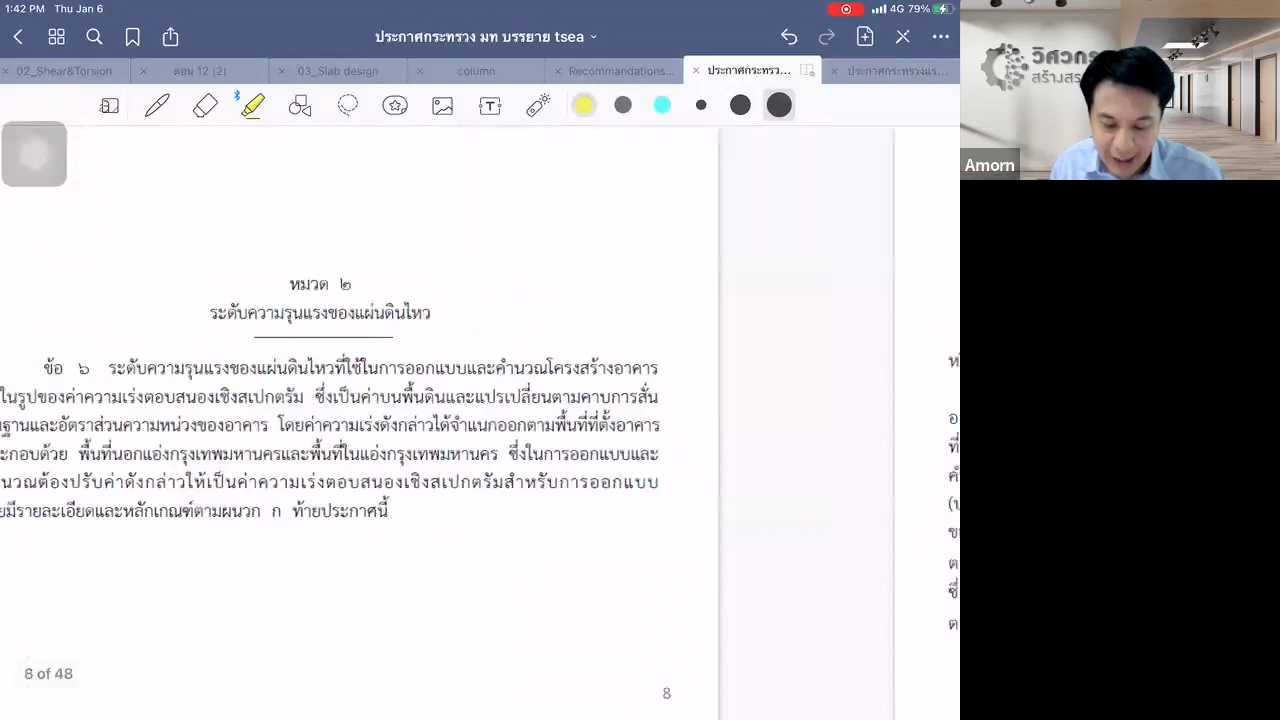 1:42 PM Thu Jan 6
4G 79%
ประกาศกระทรวง มท บรรยาย tsea
02_Shear&Torsion
ตอน 12 (2)
03_Slab design
column
Recommandations...
ประกาศกระทรว...
ประกาศกระทรวงแร...
วิศวกร
สร้างสร
Amorn
หมวด ๒
ระดับความรุนแรงของแผ่นดินไหว
ข้อ ๖ ระดับความรุนแรงของแผ่นดินไหวที่ใช้ในการออกแบบและคำนวณโครงสร้างอาคาร
ในรูปของค่าความเร่งตอบสนองเชิงสเปกตรัม ซึ่งเป็นค่าบนพื้นดินและแปรเปลี่ยนตามคาบการสั่น
ฐานและอัตราส่วนความหน่วงของอาคาร โดยค่าความเร่งดังกล่าวได้จำแนกออกตามพื้นที่ที่ตั้งอาคาร
ะกอบด้วย พื้นที่นอกแอ่งกรุงเทพมหานครและพื้นที่ในแอ่งกรุงเทพมหานคร ซึ่งในการออกแบบและ
นวณต้องปรับค่าดังกล่าวให้เป็นค่าความเร่งตอบสนองเชิงสเปกตรัมสำหรับการออกแบบ
ยมีรายละเอียดและหลักเกณฑ์ตามผนวก ก ท้ายประกาศนี้
8 of 48
8